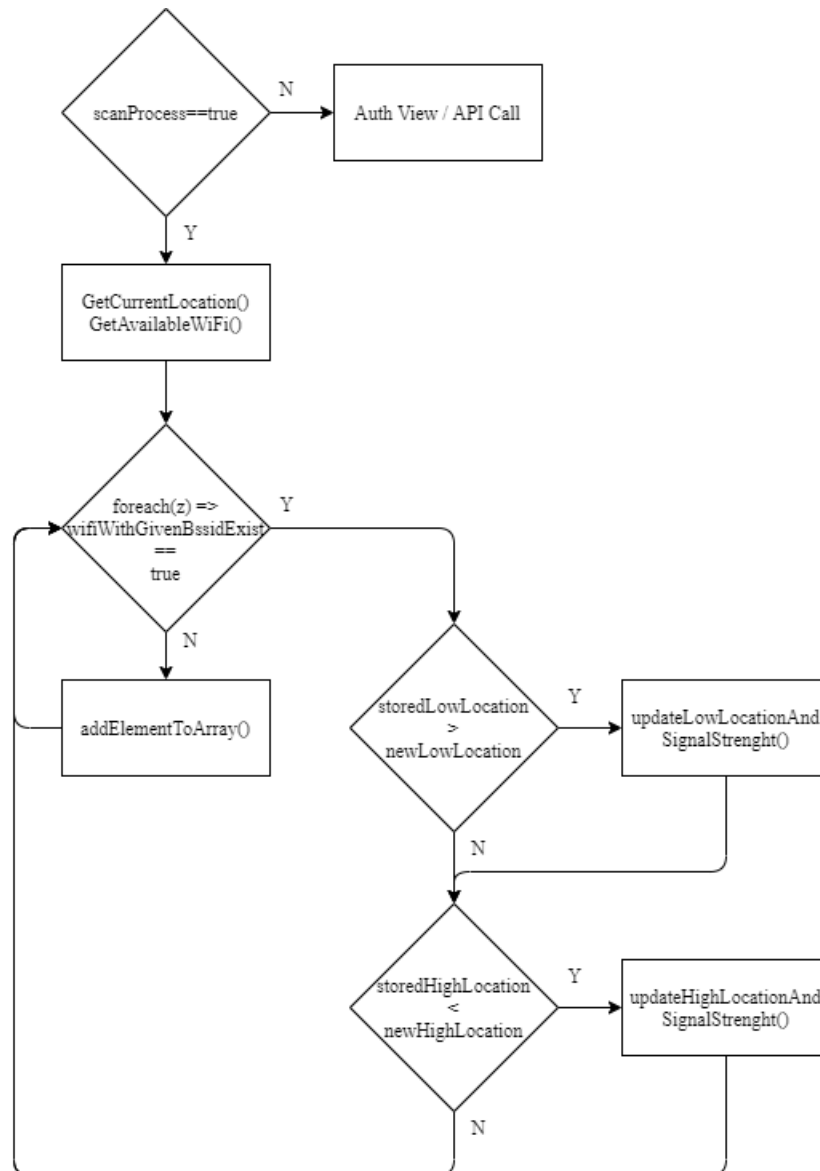 scanProcess==true
N
Auth View / API Call
Y
GetCurrentLocation()
GetAvailableWiFi()
foreach(z) =>
wifiWithGivenBssidExist
==
true
Y
N
addElementToArray()
storedLowLocation
>
newLowLocation
Y
updateLowLocationAnd
SignalStrenght()
N
storedHighLocation
<
newHighLocation
Y
updateHighLocationAnd
SignalStrenght()
N